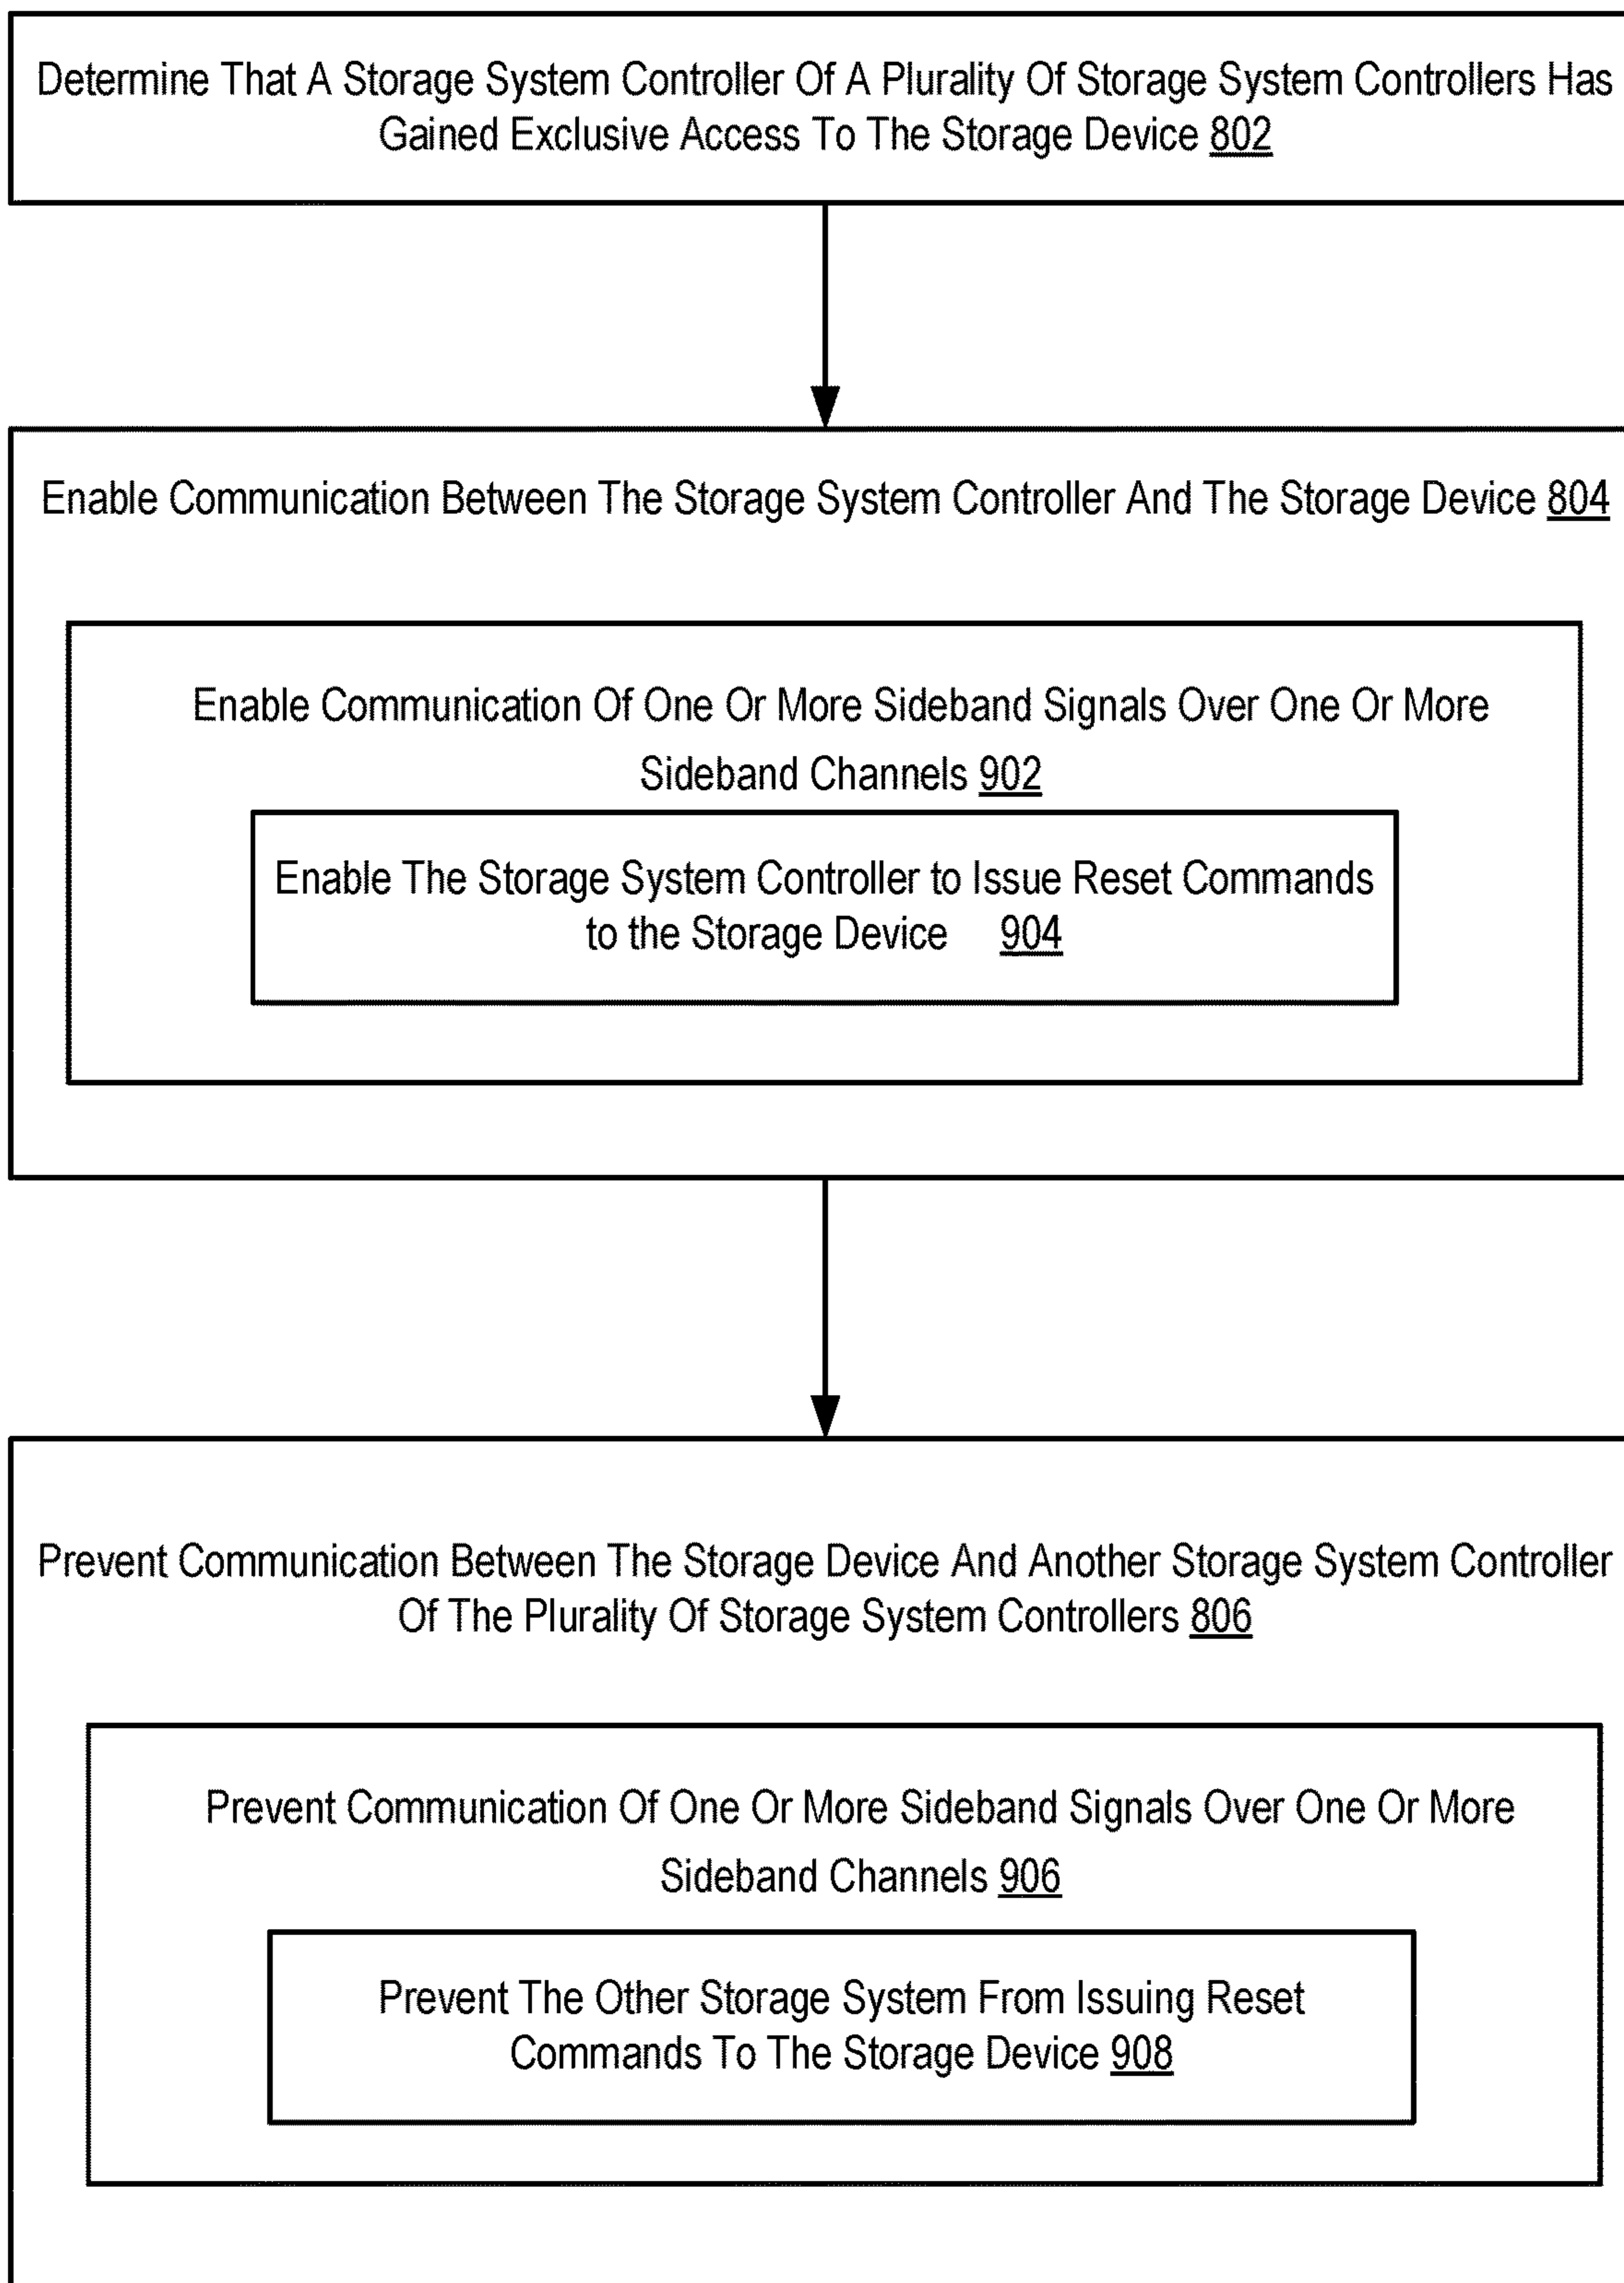 Determine That A Storage System Controller Of A Plurality Of Storage System Controllers Has
Gained Exclusive Access To The Storage Device 802
Enable Communication Between The Storage System Controller And The Storage Device 804
Enable Communication Of One Or More Sideband Signals Over One Or More
Sideband Channels 902
Enable The Storage System Controller to Issue Reset Commands
to the Storage Device 904
Prevent Communication Between The Storage Device And Another Storage System Controller
Of The Plurality Of Storage System Controllers 806
Prevent Communication Of One Or More Sideband Signals Over One Or More
Sideband Channels 906
Prevent The Other Storage System From Issuing Reset
Commands To The Storage Device 908